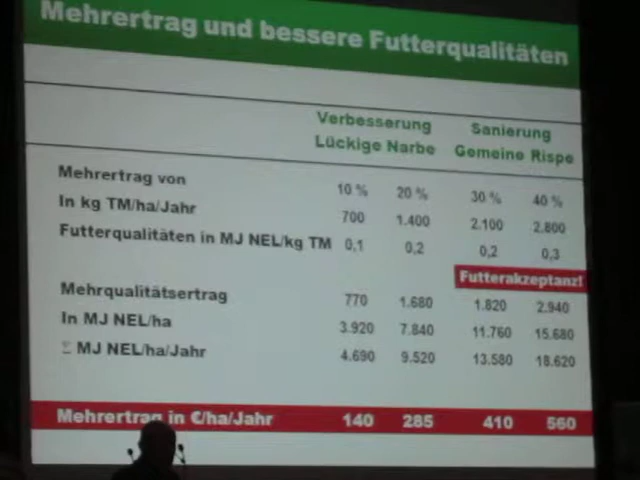 Mehrertrag und bessere Futterqualitäten
Verbesserung Sanierung
Lückige Narbe Gemeine Rispe
Mehrertrag von 10 % 20 % 30 % 40 %
In kg TM/ha/Jahr 700 1.400 2.100 2.800
Futterqualitäten in MJ NEL/kg TM 0,1 0,2 0,2 0,3
Futterakzeptanz!
Mehrqualitätsertrag 770 1.680 1.820 2.940
In MJ NEL/ha 3.920 7.840 11.760 15.680
Σ MJ NEL/ha/Jahr 4.690 9.520 13.580 18.620
Mehrertrag in €/ha/Jahr 140 285 410 560